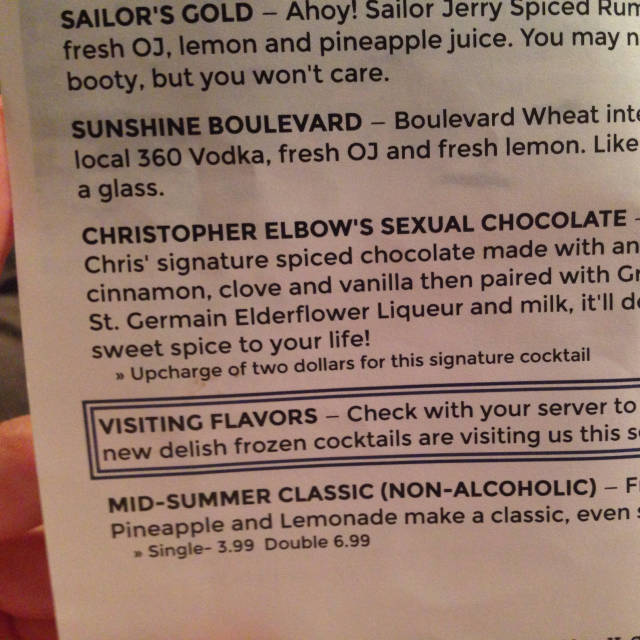 SAILOR'S GOLD – Ahoy! Sailor Jerry Spiced Rum
fresh OJ, lemon and pineapple juice. You may n
booty, but you won't care.
SUNSHINE BOULEVARD – Boulevard Wheat inte
local 360 Vodka, fresh OJ and fresh lemon. Like
a glass.
CHRISTOPHER ELBOW'S SEXUAL CHOCOLATE –
Chris' signature spiced chocolate made with an
cinnamon, clove and vanilla then paired with Gr
St. Germain Elderflower Liqueur and milk, it'll d
sweet spice to your life!
» Upcharge of two dollars for this signature cocktail
VISITING FLAVORS – Check with your server to
new delish frozen cocktails are visiting us this s
MID-SUMMER CLASSIC (NON-ALCOHOLIC) – F
Pineapple and Lemonade make a classic, even s
» Single- 3.99 Double 6.99